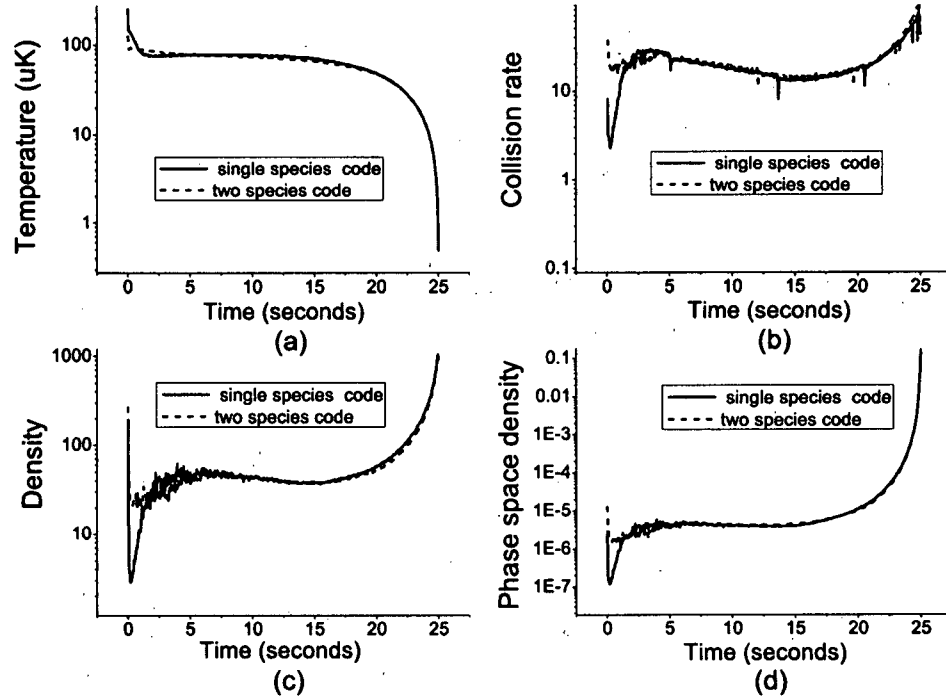 Temperature (uK)
100
10
1
single species code
two species code
0
5
10
15
20
25
Time (seconds)
(a)
Collision rate
10
1
0.1
single species code
two species code
0
5
10
15
20
25
Time (seconds)
(b)
Density
1000
100
10
single species code
two species code
0
5
10
15
20
25
Time (seconds)
(c)
Phase space density
0.1
0.01
1E-3
1E-4
1E-5
1E-6
1E-7
single species code
two species code
0
5
10
15
20
25
Time (seconds)
(d)